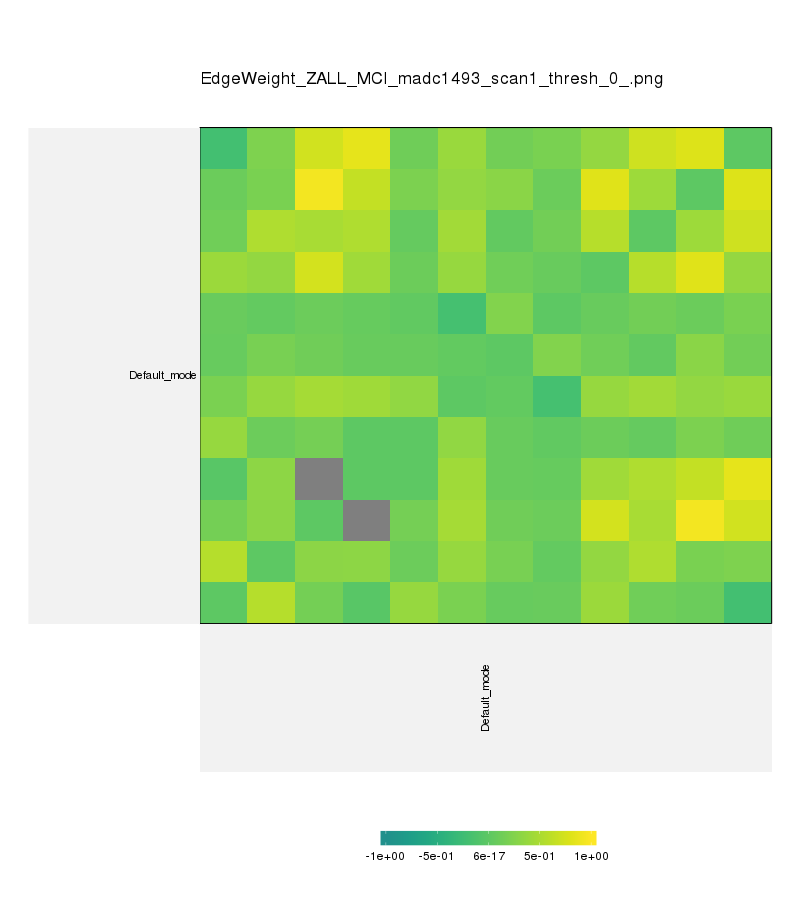 EdgeWeight_ZALL_MCI_madc1493_scan1_thresh_0_.png
Default_mode
Default_mode
-1e+00 -5e-01 6e-17 5e-01 1e+00